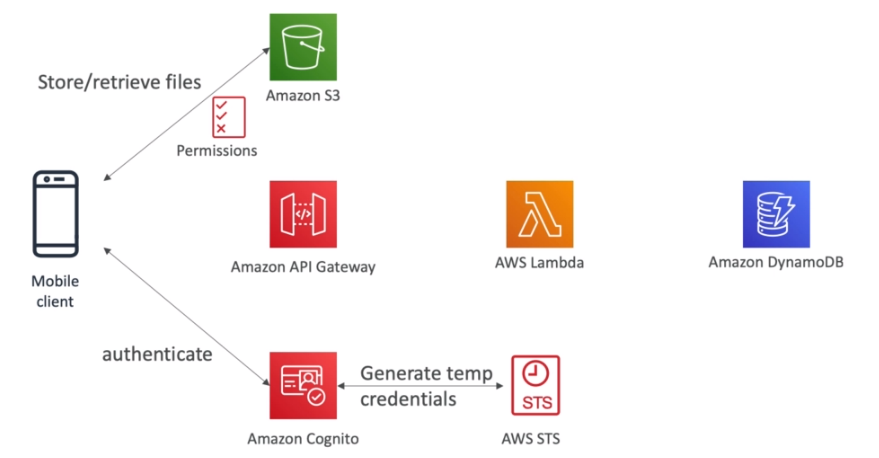 Store/retrieve files
Amazon S3
Permissions
Mobile
client
Amazon API Gateway
AWS Lambda
Amazon DynamoDB
authenticate
Generate temp
credentials
STS
Amazon Cognito
AWS STS